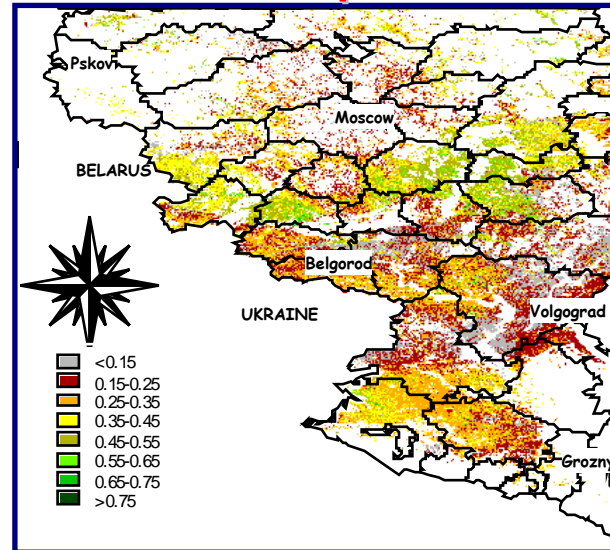 Pskov
Moscow
BELARUS
Belgorod
UKRAINE
Volgograd
Grozny
<0.15
0.15-0.25
0.25-0.35
0.35-0.45
0.45-0.55
0.55-0.65
0.65-0.75
>0.75